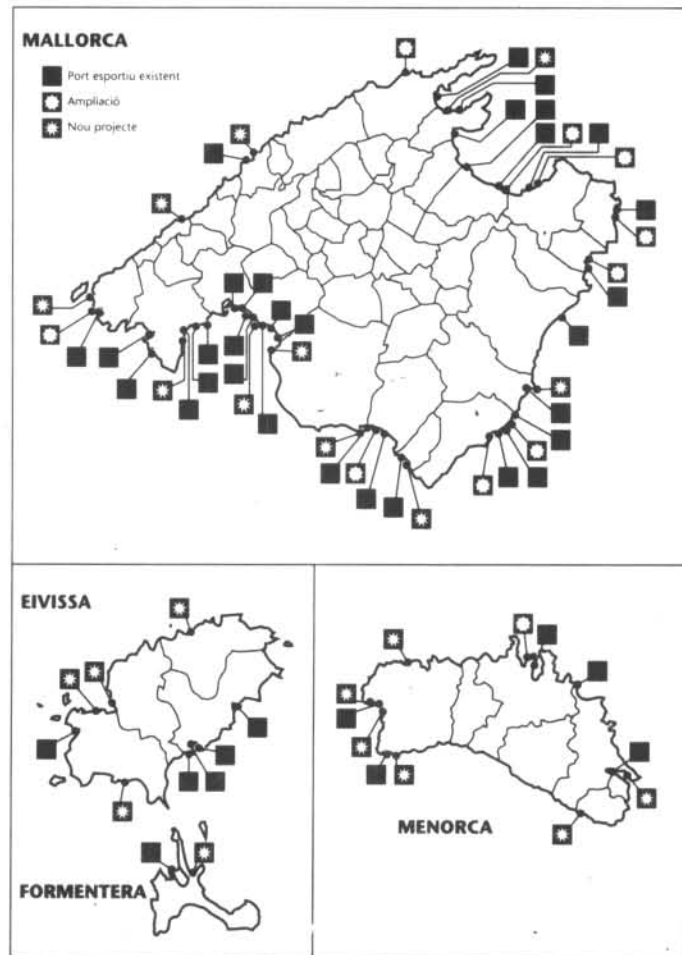 MALLORCA
Port esportiu existent
Ampliació
Nou projecte
EIVISSA
MENORCA
FORMENTERA